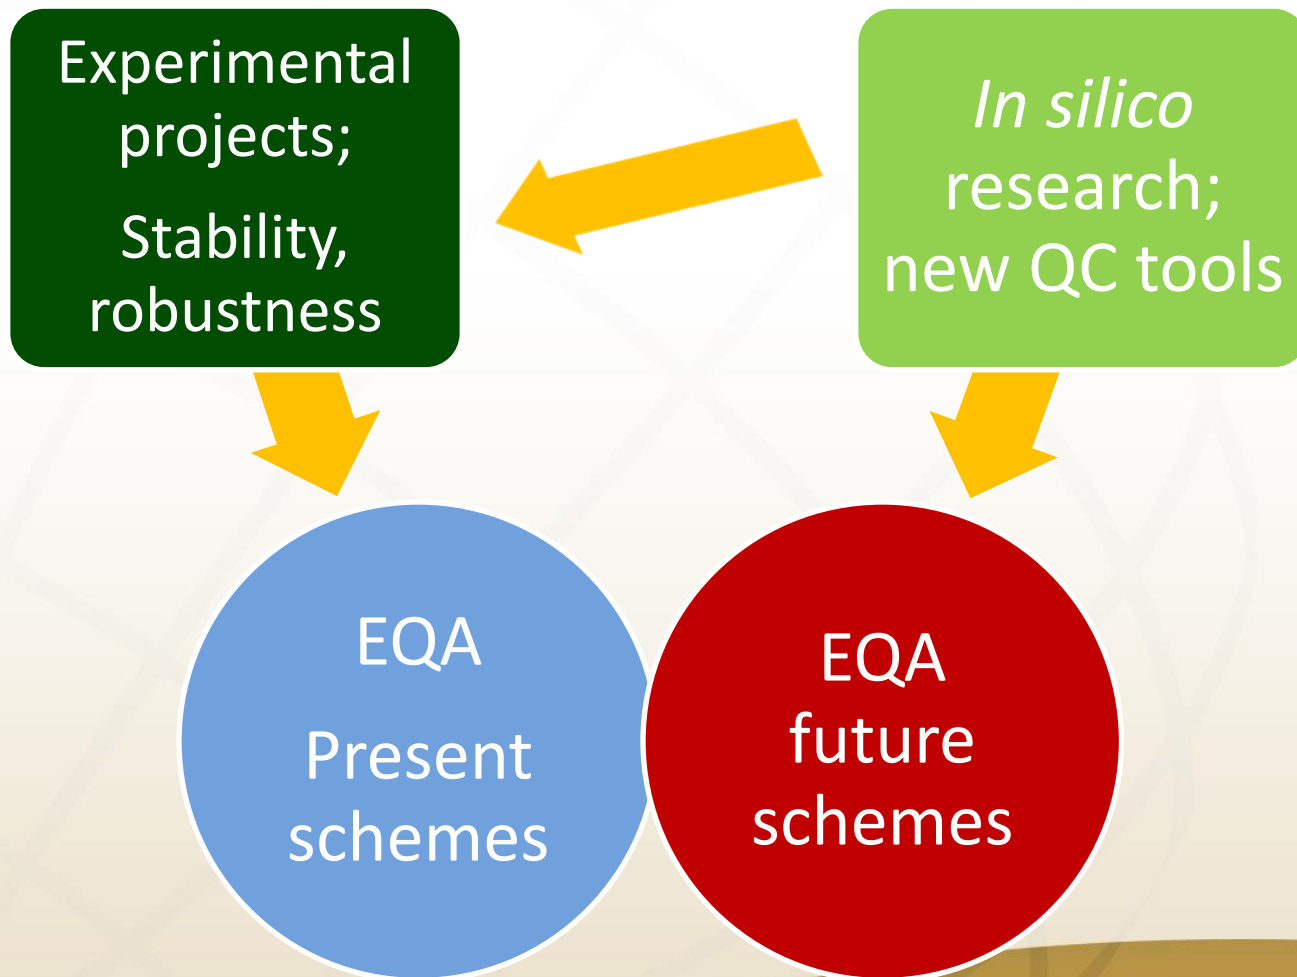 Experimental
projects;
Stability,
robustness
In silico
research;
new QC tools
EQA
Present
schemes
EQA
future
schemes